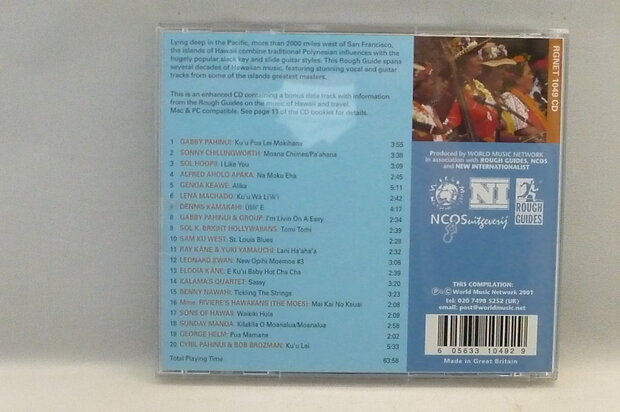 Lying deep in the Pacific, more than 2000 miles west of San Francisco,
the islands of Hawaii combine traditional Polynesian influences with the
hugely popular slack key and slide guitar styles. This Rough Guide spans
several decades of Hawaiian music, featuring stunning vocal and guitar
tracks from some of the islands greatest masters.
This is an enhanced CD containing a bonus data track with information
from the Rough Guides on the music of Hawaii and travel.
Mac & PC compatible. See page 11 of the CD booklet for details.
1 GABBY PAHINUI: Ku'u Pua Lei Mokihana 3:55
2 SONNY CHILLINGWORTH: Moana Chimes/Pa'ahana 3:38
3 SOL HOOPII: I Like You 3:09
4 ALFRED AHOLO APAKA: Na Moku Eha 2:45
5 GENOA KEAWE: Alika 5:11
6 LENA MACHADO: Ku'u Wa Li'ili'i 2:42
7 DENNIS KAMAKAHI: Ulili' E 4:17
8 GABBY PAHINUI & GROUP: I'm Livin On A Easy 2:34
9 SOL K. BRIGHT HOLLYWAIIANS: Tomi Tomi 2:39
10 SAM KU WEST: St. Louis Blues 2:28
11 RAY KANE & YUKI YAMAUCHI: Lani Ha'aha'a 2:32
12 LEONARD KWAN: New Opihi Moemoe #3 3:06
13 ELODIA KANE: E Ku'u Baby Hot Cha Cha 2:39
14 KALAMA'S QUARTET: Sassy 3:20
15 BENNY NAWAHI: Tickling The Strings 3:23
16 Mme. RIVIERE'S HAWAIIANS (THE MOES): Mai Kai No Kauai 2:08
17 SONS OF HAWAII: Waikiki Hula 2:09
18 SUNDAY MANOA: Kilakila O Moanalua/Moanalua 2:58
19 GEORGE HELM: Pua Mamane 2:02
20 CYRIL PAHINUI & BOB BROZMAN: Ku'u Lei 5:33
Total Playing Time 63:58
RGNET 1049 CD
Produced by WORLD MUSIC NETWORK
in association with ROUGH GUIDES, NCOS
and NEW INTERNATIONALIST
NI
ROUGH
GUIDES
NCOS uitgeverij
THIS COMPILATION:
℗© World Music Network 2001
tel: 020 7498 5252 (UK)
email: post@worldmusic.net
6 05633 10492 9
Made in Great Britain